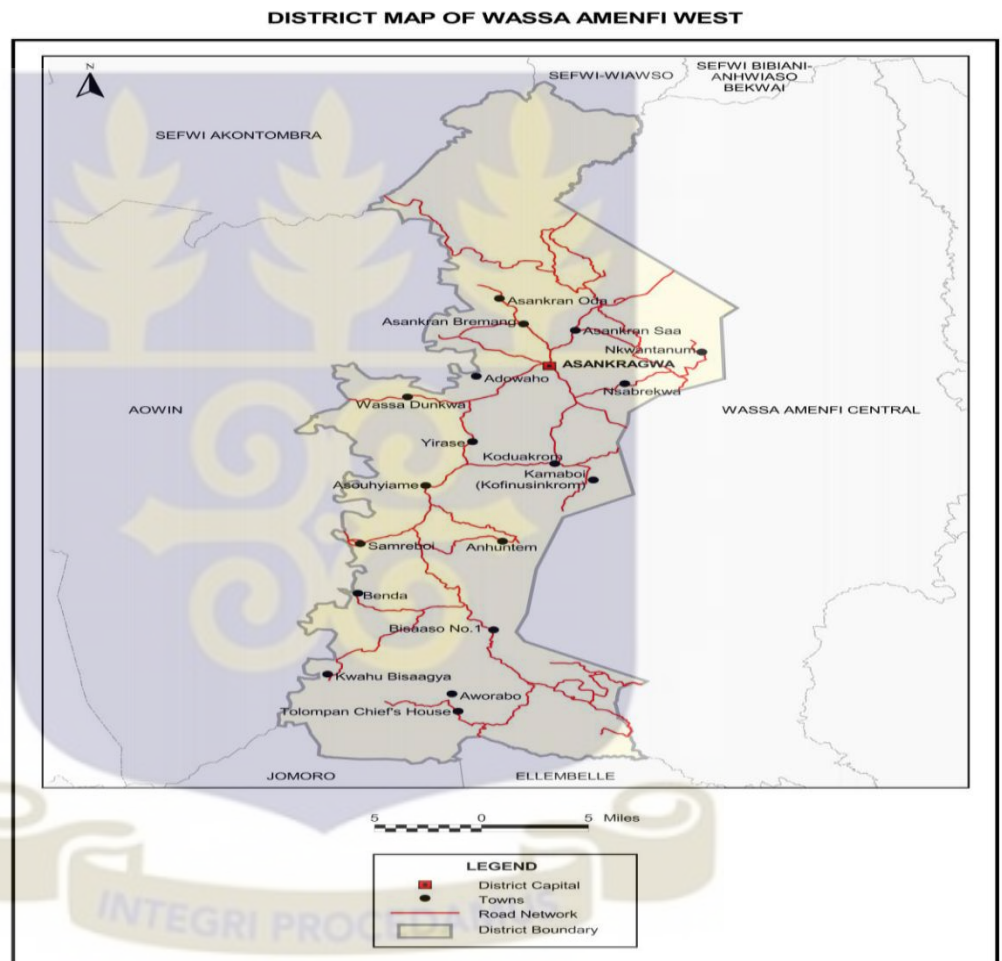 DISTRICT MAP OF WASSA AMENFI WEST
N
SEFWI-WIAWSO
SEFWI BIBIANI-
ANHWIASO
BEKWAI
SEFWI AKONTOMBRA
Asankran Oda
Asankran Bremang
Asankran Saa
Nkwantanum
ASANKRAGWA
Adowaho
Nsabrekwa
Wassa Dunkwa
AOWIN
WASSA AMENFI CENTRAL
Yirase
Koduakrom
Kamaboi
(Kofinusinkrom)
Asouhyiame
Samreboi
Anhuntem
Benda
Bisaaso No.1
Kwahu Bisaagya
Aworabo
Tolompan Chief's House
JOMORO
ELLEMBELLE
5 0 5 Miles
LEGEND
District Capital
Towns
Road Network
District Boundary
INTEGRI PROCEDAMUS